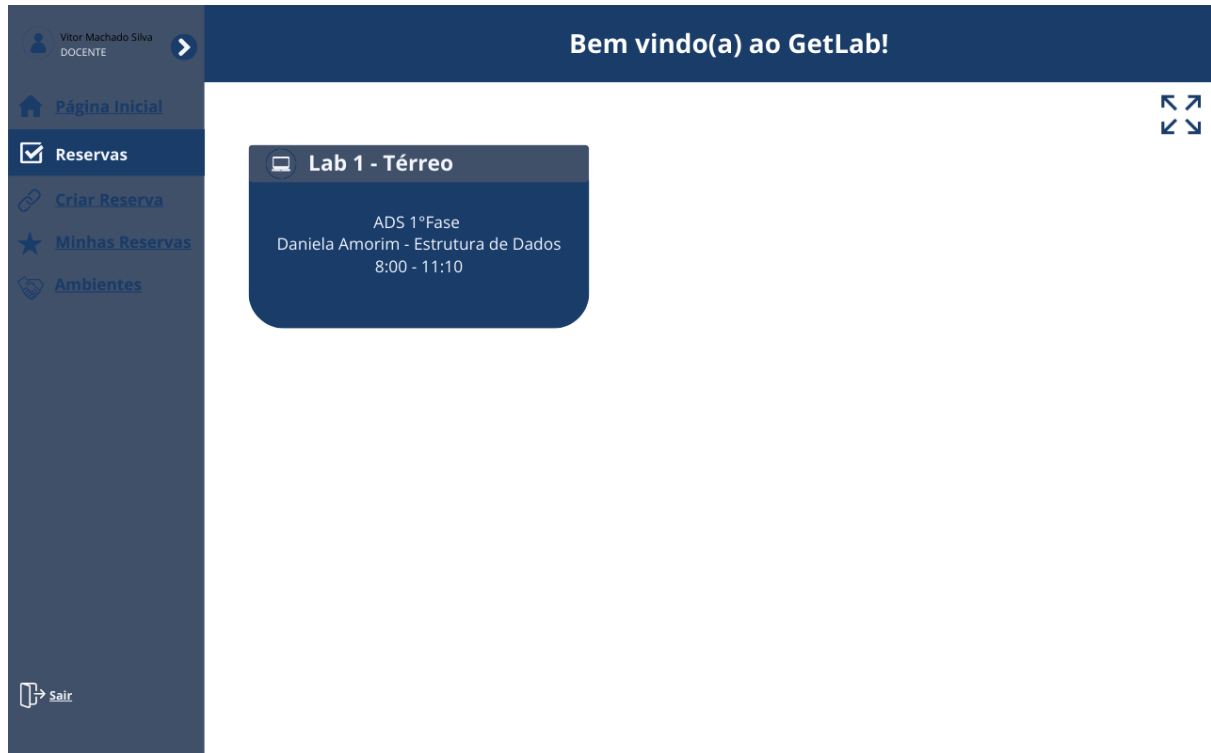 Vitor Machado Silva
DOCENTE
Bem vindo(a) ao GetLab!
Página Inicial
Reservas
Criar Reserva
Minhas Reservas
Ambientes
Sair
Lab 1 - Térreo
ADS 1°Fase
Daniela Amorim - Estrutura de Dados
8:00 - 11:10